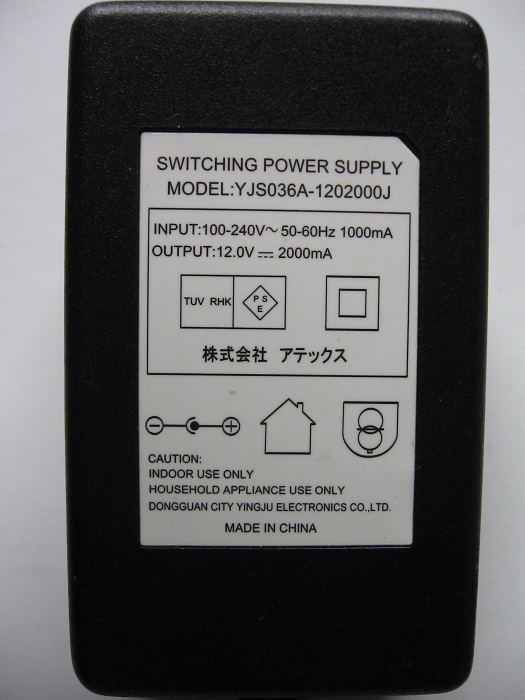 SWITCHING POWER SUPPLY
MODEL:YJS036A-1202000J
INPUT:100-240V～ 50-60Hz 1000mA
OUTPUT:12.0V⎓ 2000mA
TUV RHK
P S
E
株式会社 アテックス
CAUTION:
INDOOR USE ONLY
HOUSEHOLD APPLIANCE USE ONLY
DONGGUAN CITY YINGJU ELECTRONICS CO.,LTD.
MADE IN CHINA